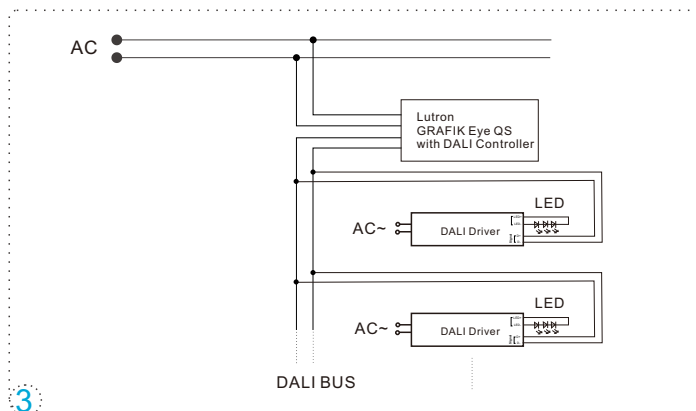 AC
Lutron
GRAFIK Eye QS
with DALI Controller
LED
AC~
DALI Driver
LED
AC~
DALI Driver
DALI BUS
3